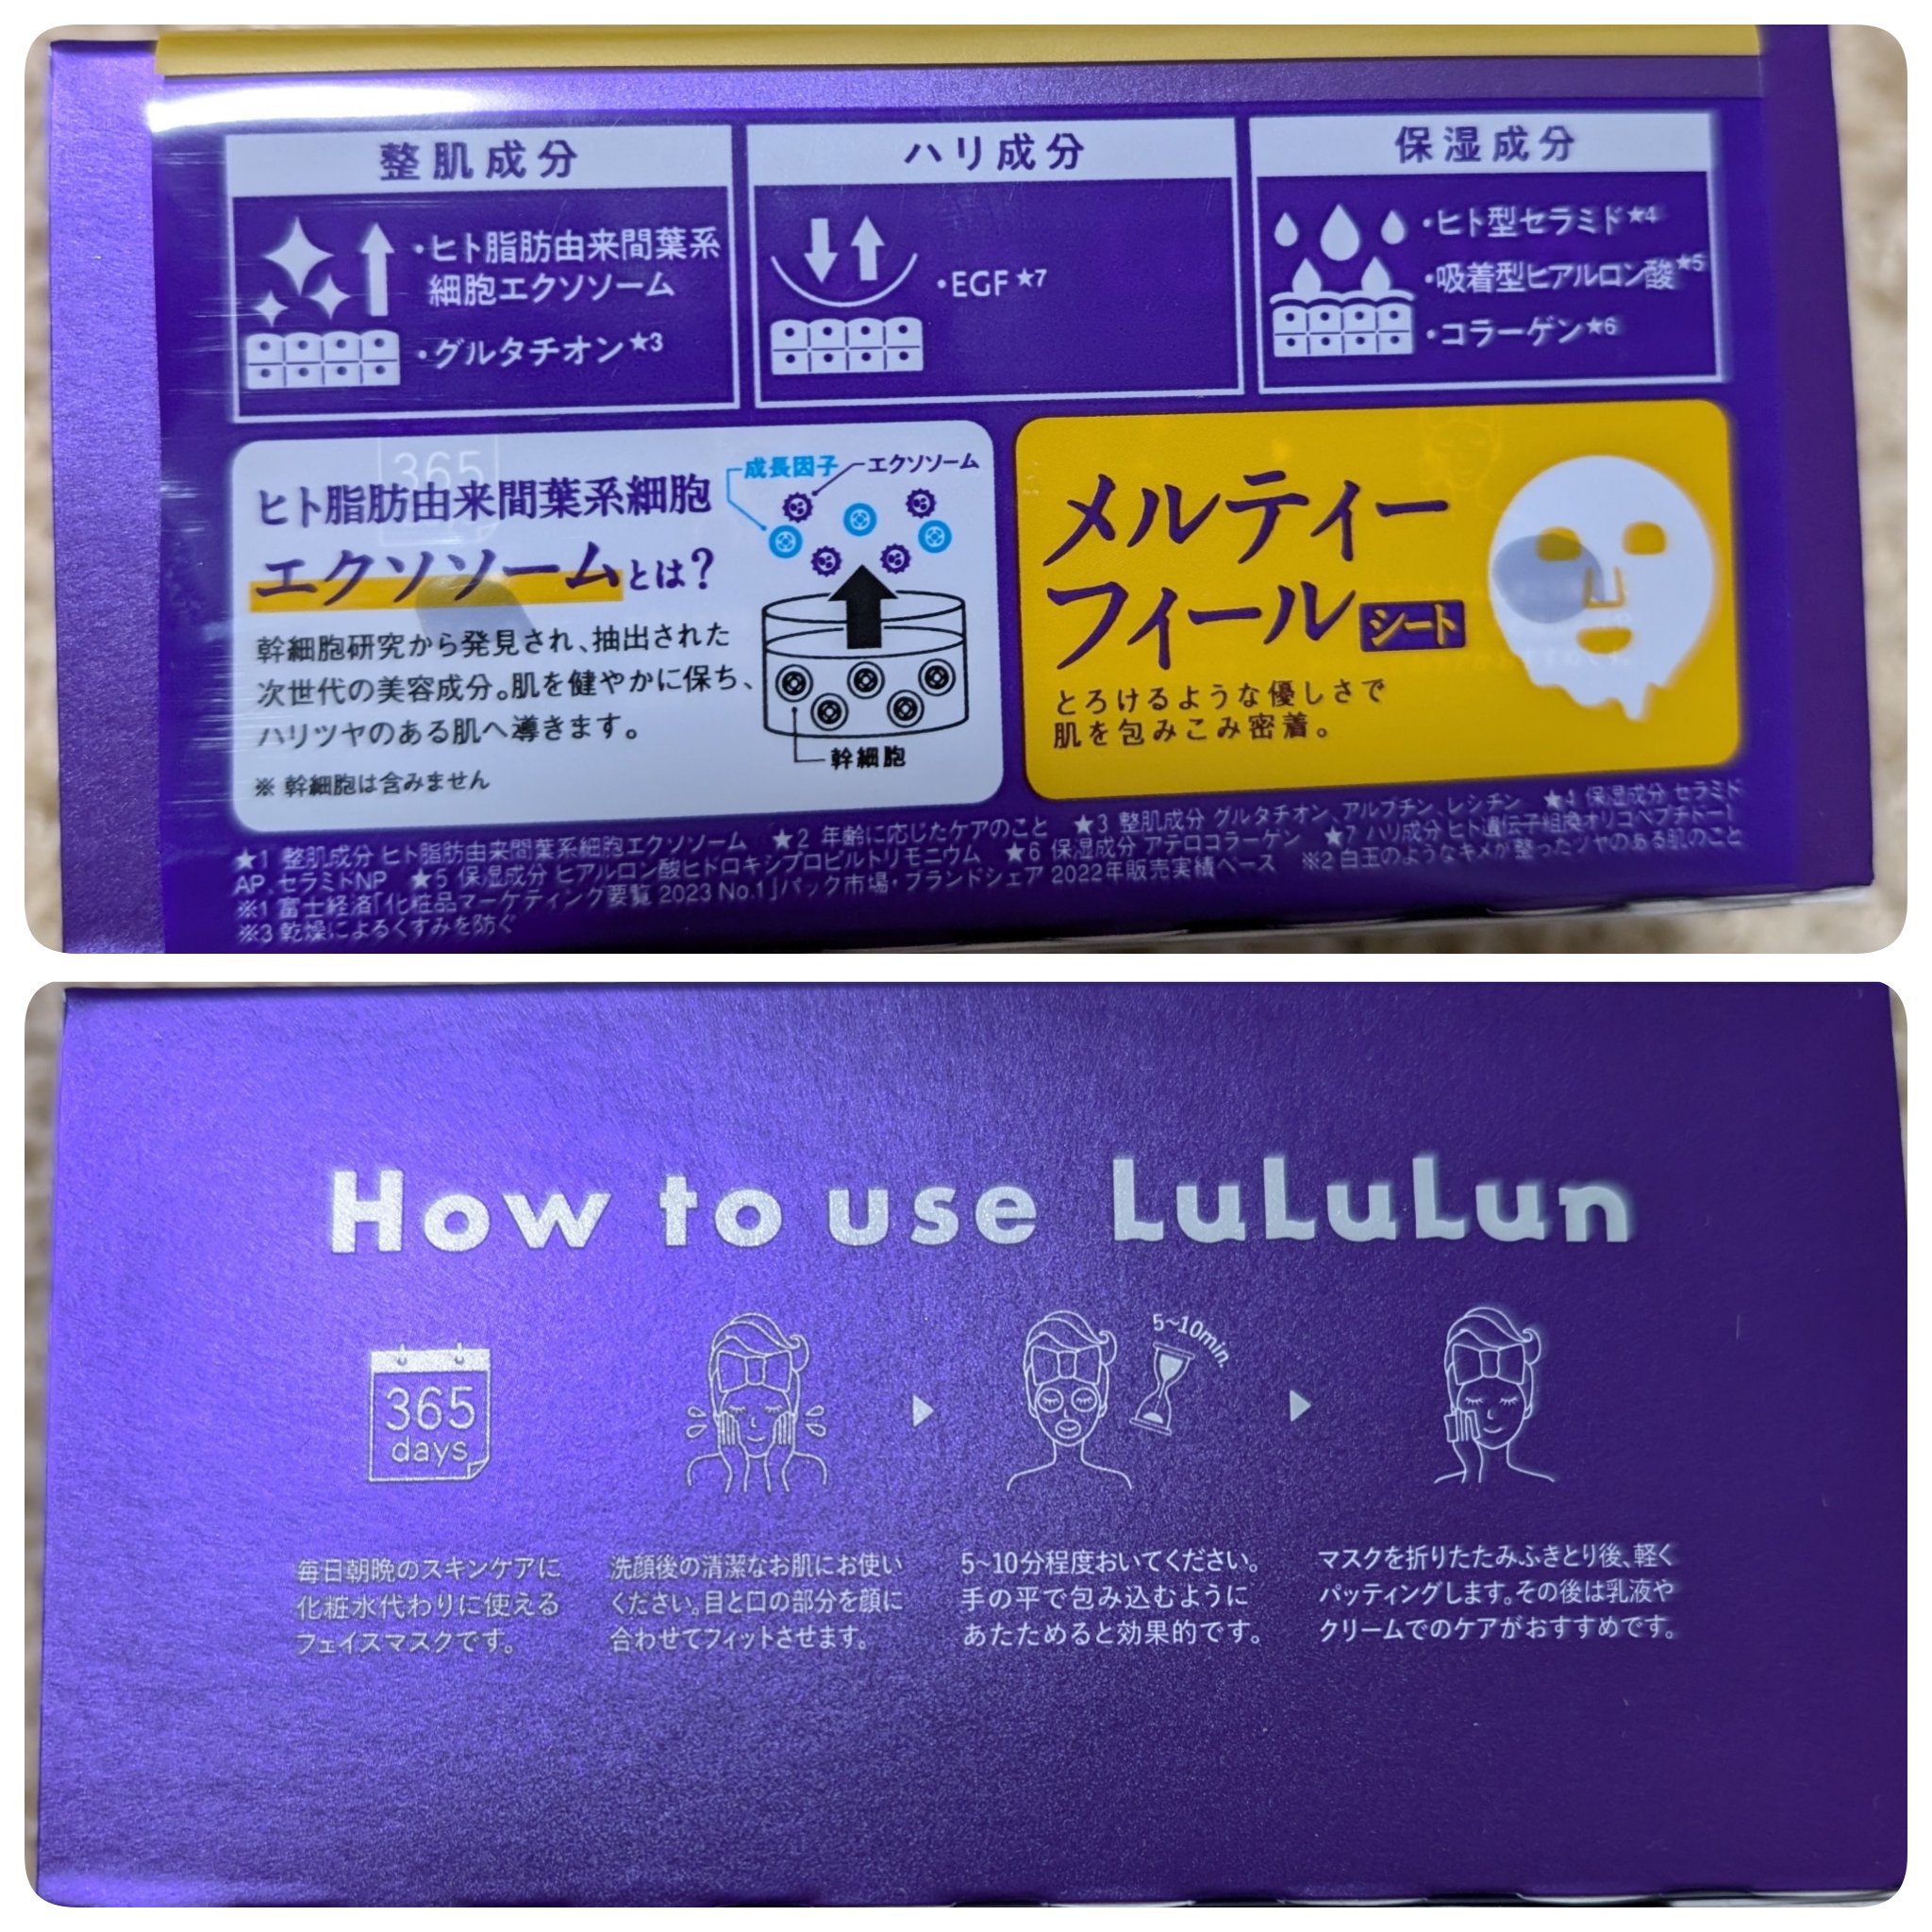 整肌成分
・ヒト脂肪由来間葉系
細胞エクソソーム
・グルタチオン★3
ハリ成分
・EGF★7
保湿成分
・ヒト型セラミド★4
・吸着型ヒアルロン酸★5
・コラーゲン★6
365
ヒト脂肪由来間葉系細胞
エクソソームとは?
成長因子
エクソソーム
幹細胞研究から発見され、抽出された
次世代の美容成分。肌を健やかに保ち、
ハリツヤのある肌へ導きます。
※ 幹細胞は含みません
幹細胞
メルティー
フィール シート
とろけるような優しさで
肌を包みこみ密着。
★1 整肌成分 ヒト脂肪由来間葉系細胞エクソソーム ★2 年齢に応じたケアのこと ★3 整肌成分 グルタチオン、アルブチン、レシチン ★4 保湿成分 セラミド
AP、セラミドNP ★5 保湿成分 ヒアルロン酸ヒドロキシプロピルトリモニウム ★6 保湿成分 アテロコラーゲン ★7 ハリ成分 ヒト遺伝子組換オリゴペプチド-1
※1 富士経済「化粧品マーケティング要覧 2023 No.1」パック市場・ブランドシェア 2022年販売実績ベース ※2 白玉のようなキメが整ったツヤのある肌のこと
※3 乾燥によるくすみを防ぐ
How to use LuLuLun
365
days
5~10min.
毎日朝晩のスキンケアに
化粧水代わりに使える
フェイスマスクです。
洗顔後の清潔なお肌にお使い
ください。目と口の部分を顔に
合わせてフィットさせます。
5~10分程度おいてください。
手の平で包み込むように
あたためると効果的です。
マスクを折りたたみふきとり後、軽く
パッティングします。その後は乳液や
クリームでのケアがおすすめです。